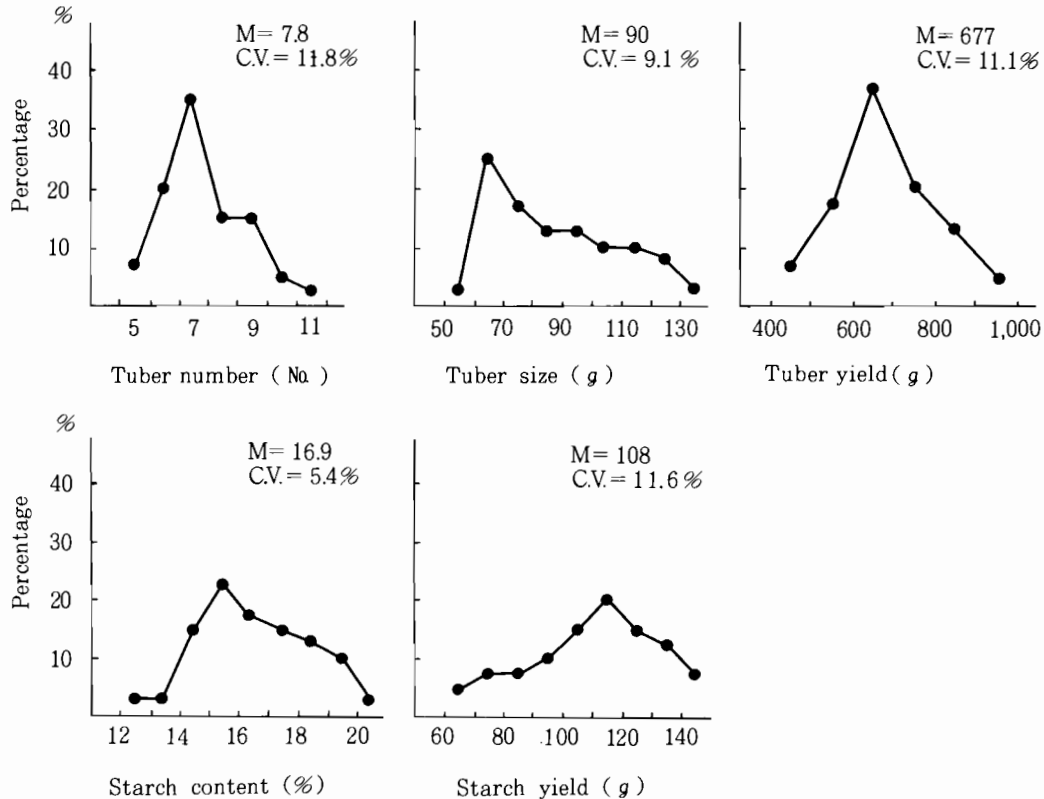 %
M= 7.8
C.V.= 11.8%
Percentage
40
30
20
10
5 7 9 11
Tuber number ( No. )
M= 90
C.V.= 9.1 %
50 70 90 110 130
Tuber size ( g )
M= 677
C.V.= 11.1%
400 600 800 1,000
Tuber yield( g )
%
M= 16.9
C.V.= 5.4%
Percentage
40
30
20
10
12 14 16 18 20
Starch content (%)
M= 108
C.V.= 11.6%
60 80 100 120 140
Starch yield ( g )